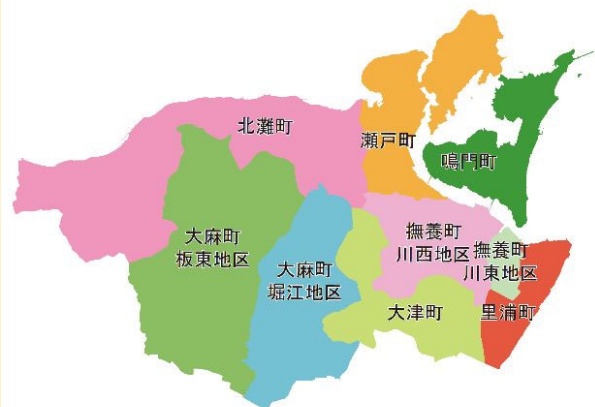 北灘町
瀬戸町
鳴門町
大麻町
板東地区
大麻町
堀江地区
撫養町
川西地区
撫養町
川東地区
大津町
里浦町